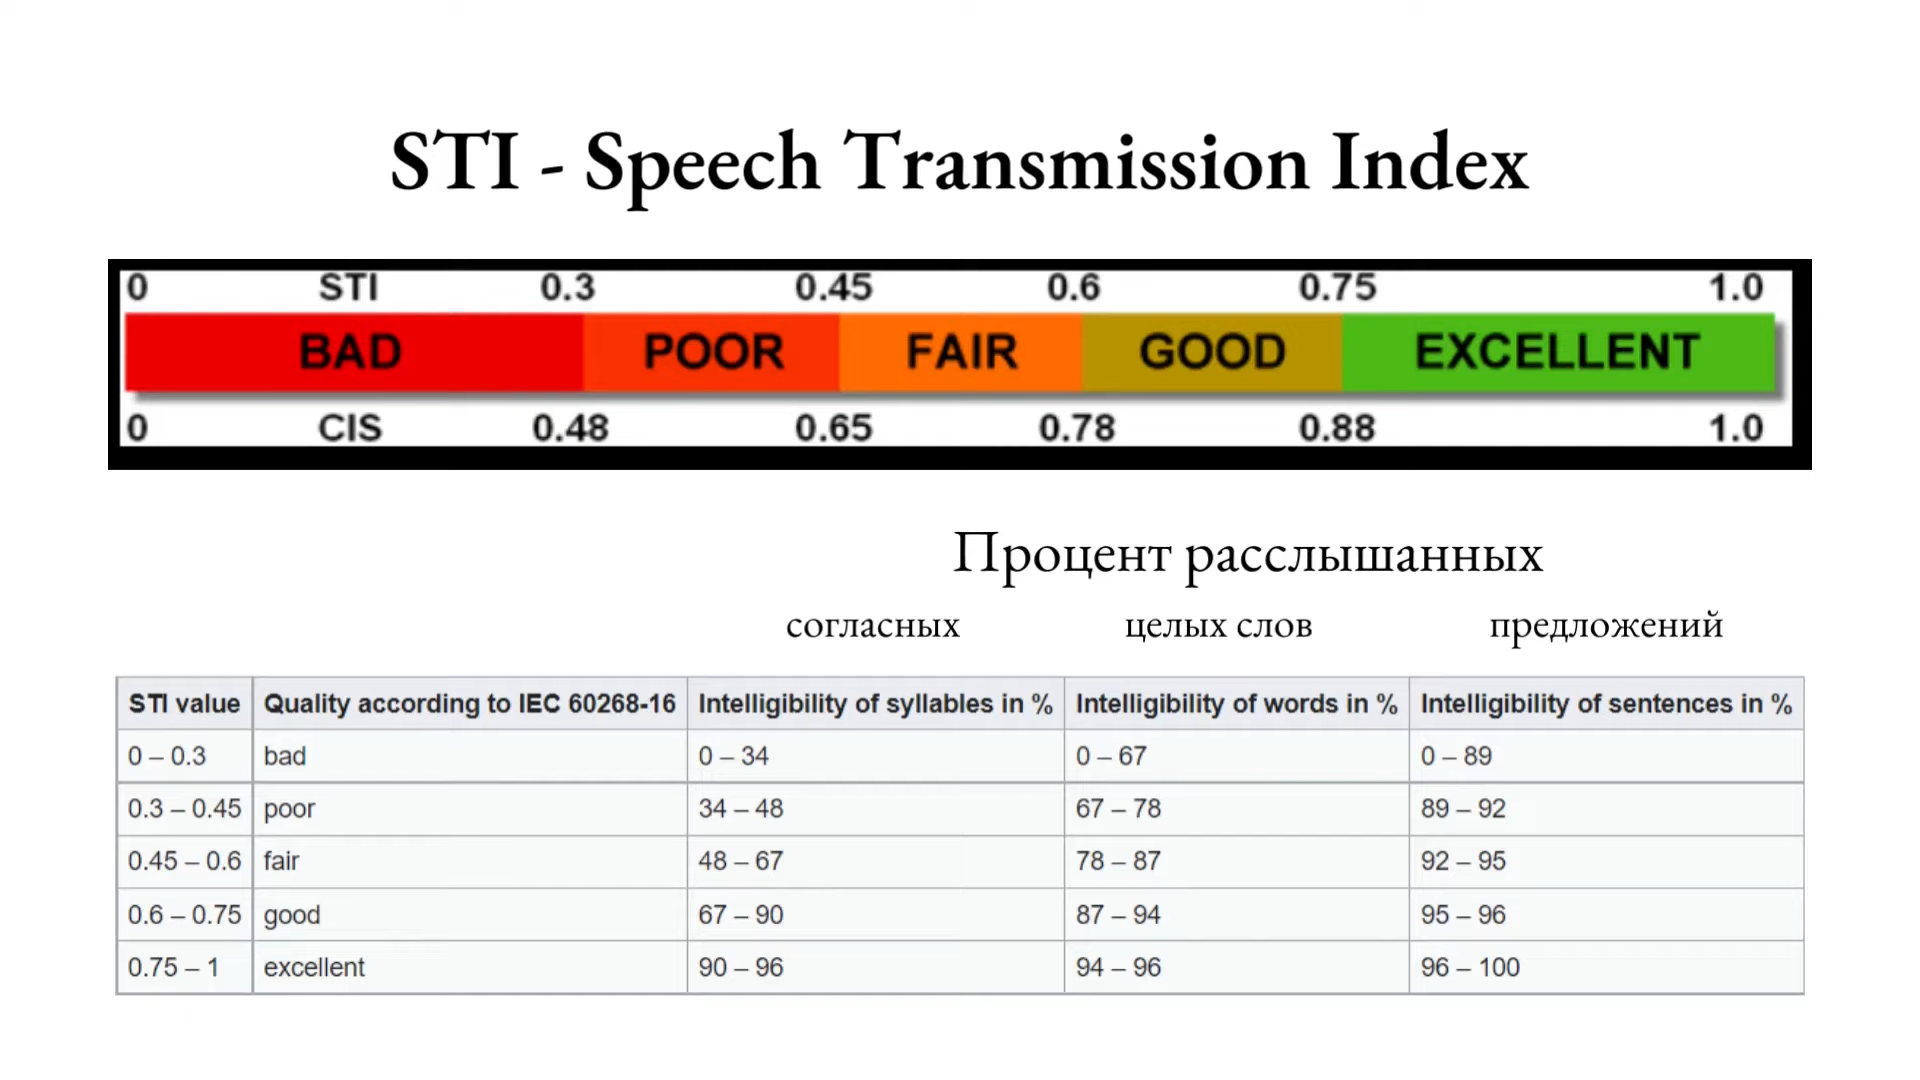 STI - Speech Transmission Index
0 STI 0.3 0.45 0.6 0.75 1.0
BAD POOR FAIR GOOD EXCELLENT
0 CIS 0.48 0.65 0.78 0.88 1.0
Процент расслышанных
согласных целых слов предложений
STI value Quality according to IEC 60268-16 Intelligibility of syllables in % Intelligibility of words in % Intelligibility of sentences in %
0 – 0.3 bad 0 – 34 0 – 67 0 – 89
0.3 – 0.45 poor 34 – 48 67 – 78 89 – 92
0.45 – 0.6 fair 48 – 67 78 – 87 92 – 95
0.6 – 0.75 good 67 – 90 87 – 94 95 – 96
0.75 – 1 excellent 90 – 96 94 – 96 96 – 100